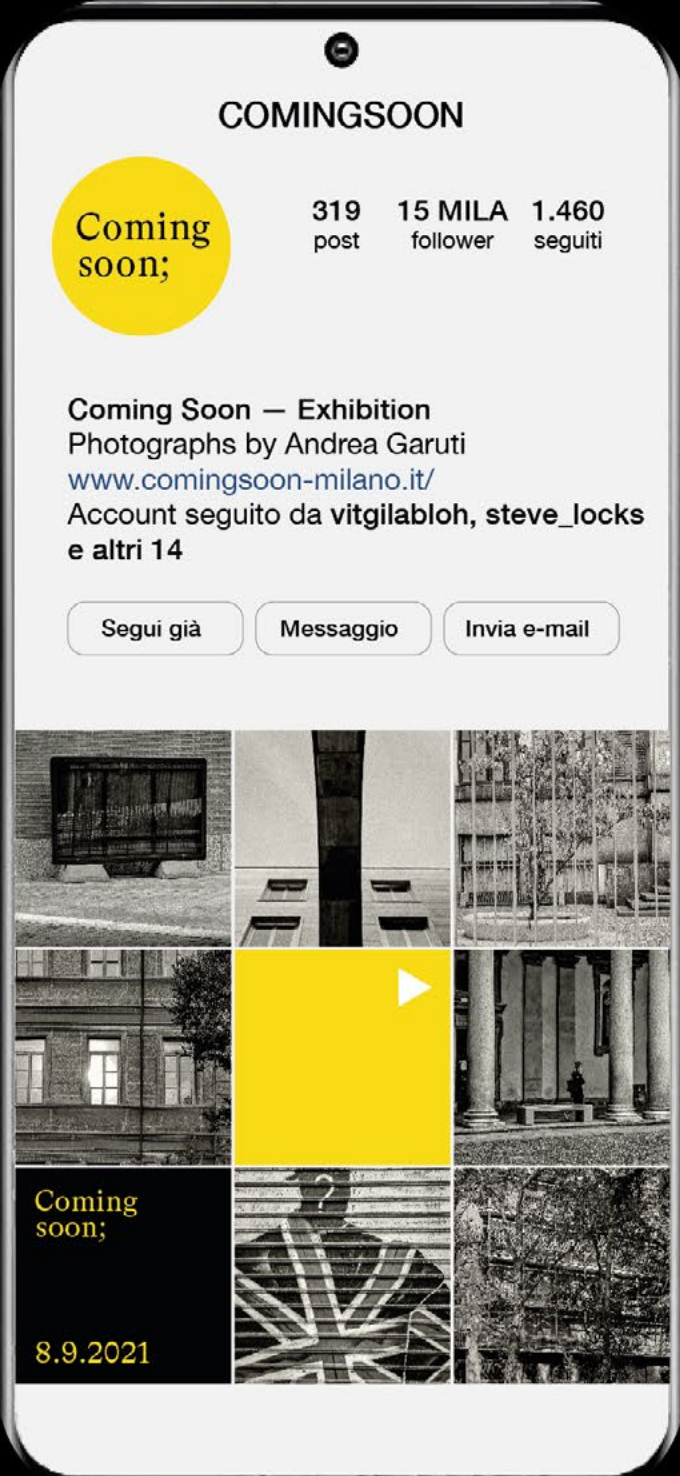 COMINGSOON
Coming
soon;
319
post
15 MILA
follower
1.460
seguiti
Coming Soon — Exhibition
Photographs by Andrea Garuti
www.comingsoon-milano.it/
Account seguito da vitgilabloh, steve_locks
e altri 14
Segui già
Messaggio
Invia e-mail
Coming
soon;
8.9.2021
?